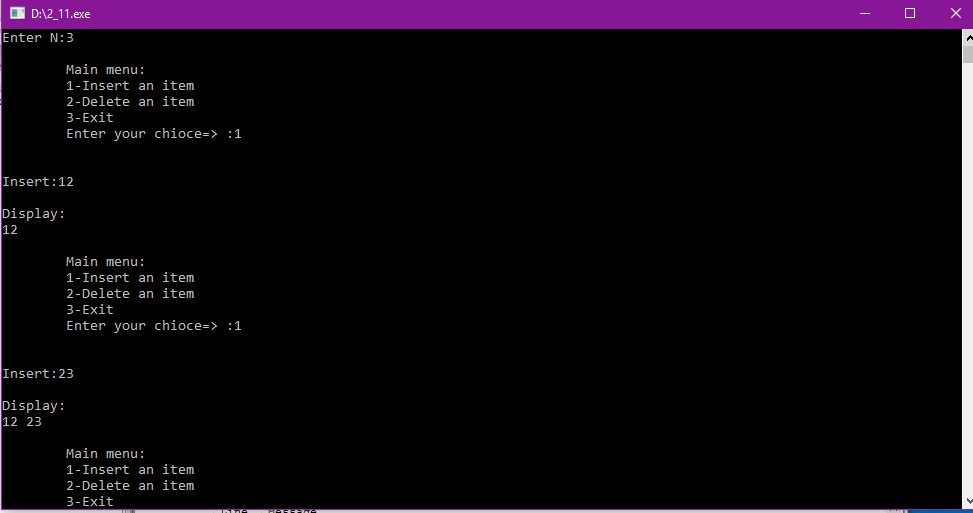 D:\2_11.exe
Enter N:3
Main menu:
1-Insert an item
2-Delete an item
3-Exit
Enter your chioce=> :1
Insert:12
Display:
12
Main menu:
1-Insert an item
2-Delete an item
3-Exit
Enter your chioce=> :1
Insert:23
Display:
12 23
Main menu:
1-Insert an item
2-Delete an item
3-Exit
Line Message